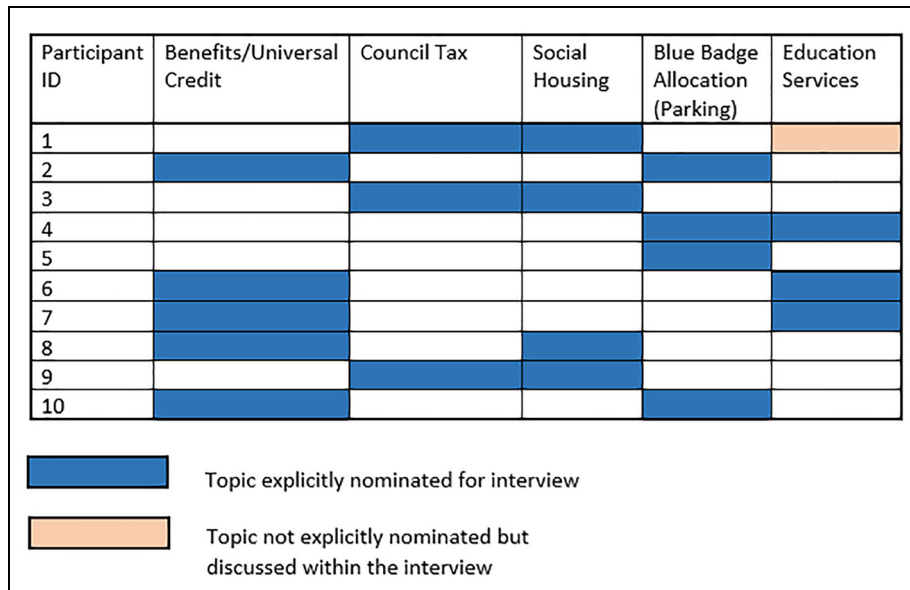 Participant ID
Benefits/Universal Credit
Council Tax
Social Housing
Blue Badge Allocation (Parking)
Education Services
1
2
3
4
5
6
7
8
9
10
Topic explicitly nominated for interview
Topic not explicitly nominated but
discussed within the interview